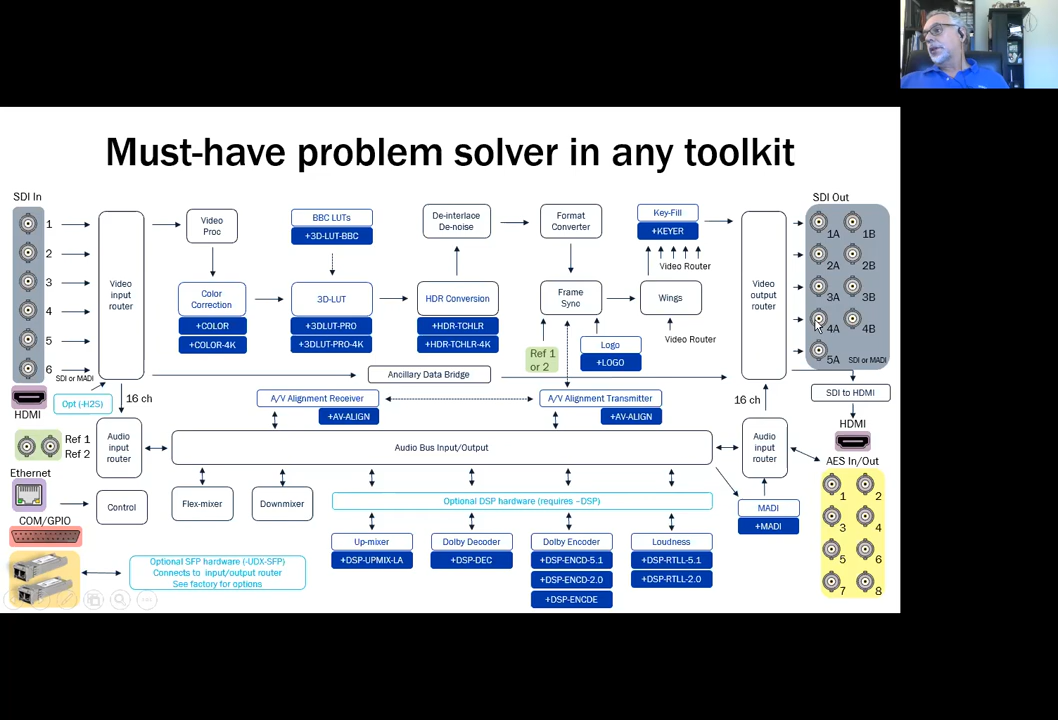 Must-have problem solver in any toolkit
SDI In
1
2
3
4
5
6
SDI or MADI
HDMI
Opt (-H2S)
Ref 1
Ref 2
Ethernet
COM/GPIO
Video
input
router
16 ch
Audio
input
router
Control
Optional SFP hardware (-UDX-SFP)
Connects to input/output router
See factory for options
Video
Proc
Color
Correction
+COLOR
+COLOR-4K
BBC LUTs
+3D-LUT-BBC
3D-LUT
+3DLUT-PRO
+3DLUT-PRO-4K
De-interlace
De-noise
HDR Conversion
+HDR-TCHLR
+HDR-TCHLR-4K
Format
Converter
Frame
Sync
Ref 1
or 2
Logo
+LOGO
Key-Fill
+KEYER
Video Router
Wings
Video Router
Ancillary Data Bridge
A/V Alignment Receiver
+AV-ALIGN
A/V Alignment Transmitter
+AV-ALIGN
Audio Bus Input/Output
Flex-mixer
Downmixer
Optional DSP hardware (requires –DSP)
Up-mixer
+DSP-UPMIX-LA
Dolby Decoder
+DSP-DEC
Dolby Encoder
+DSP-ENCD-5.1
+DSP-ENCD-2.0
+DSP-ENCDE
Loudness
+DSP-RTLL-5.1
+DSP-RTLL-2.0
Video
output
router
16 ch
Audio
input
router
MADI
+MADI
SDI Out
1A 1B
2A 2B
3A 3B
4A 4B
5A SDI or MADI
SDI to HDMI
HDMI
AES In/Out
1 2
3 4
5 6
7 8